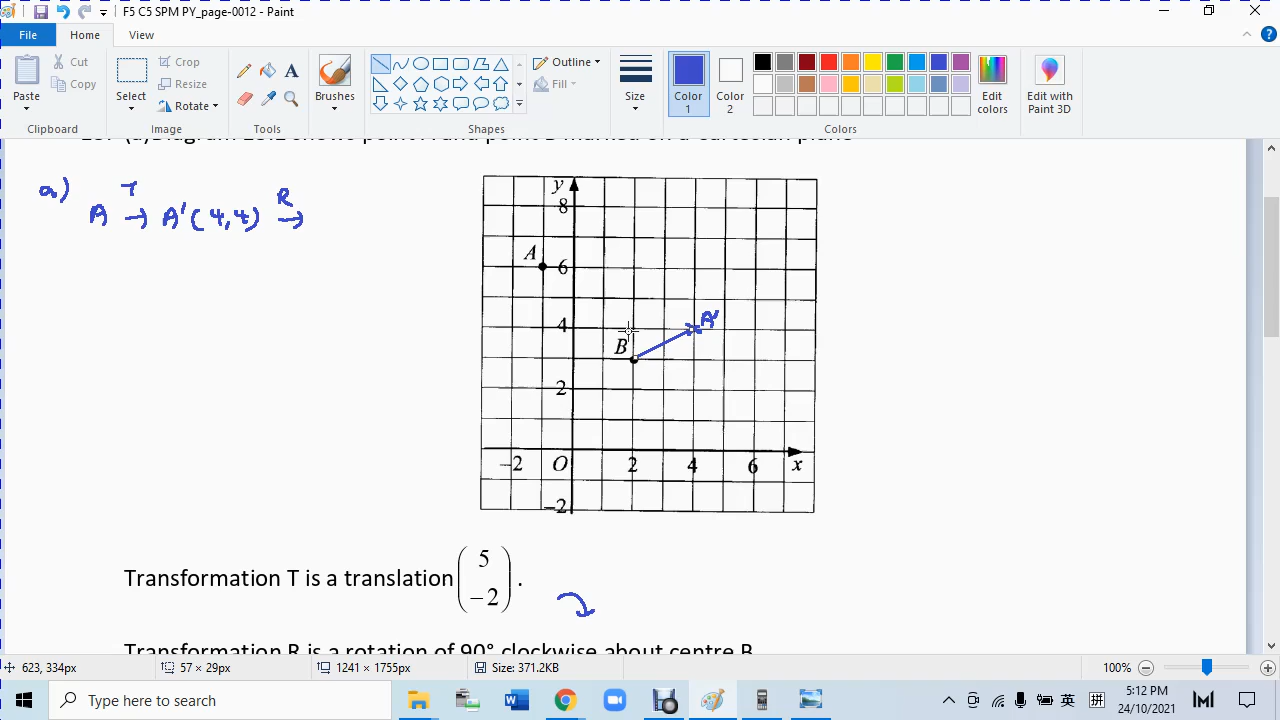 F5 C5 SPM PY_page-0012 - Paint
File Home View
Paste Cut Copy Clipboard
Select Crop Resize Rotate Image
Tools
Brushes
Outline Fill Shapes
Size
Color 1 Color 2 Edit colors Colors
Edit with Paint 3D
a) T R
A → A'(4,4) →
y
8
A
6
4 A'
B
2
-2 O 2 4 6 x
-2
Transformation T is a translation (5 -2) .
Transformation R is a rotation of 90° clockwise about centre B
623, 334px 57 × 29px 1241 × 1755px Size: 371.2KB 100%
Type here to search 英 拼 5:12 PM
24/10/2021